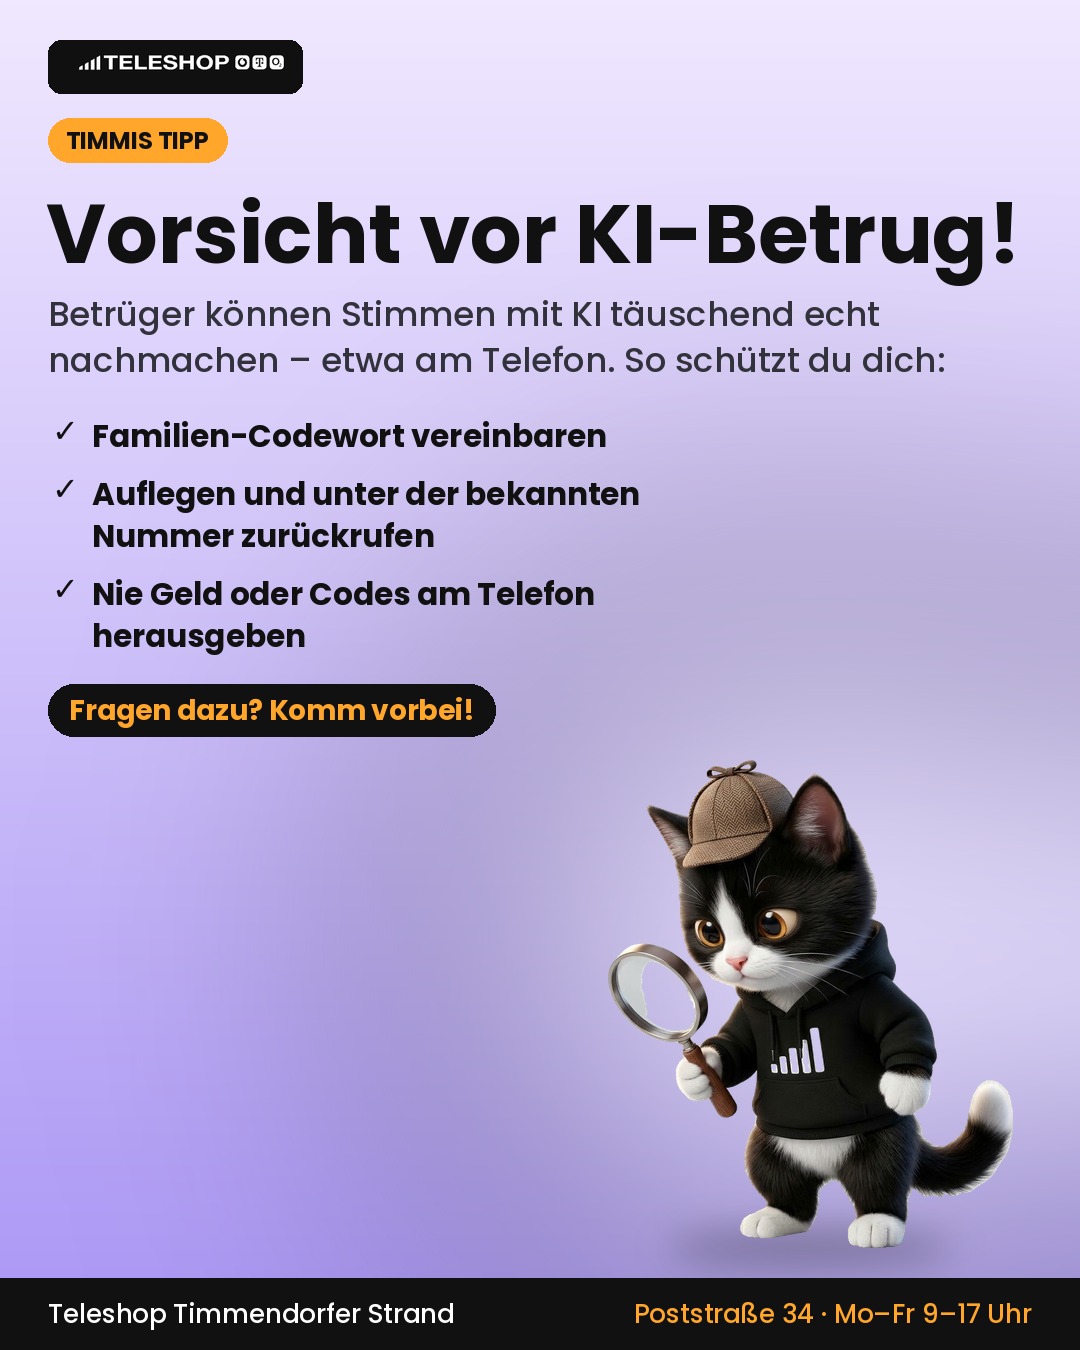 TELESHOP
TIMMIS TIPP
Vorsicht vor KI-Betrug!
Betrüger können Stimmen mit KI täuschend echt
nachmachen – etwa am Telefon. So schützt du dich:
✓ Familien-Codewort vereinbaren
✓ Auflegen und unter der bekannten
Nummer zurückrufen
✓ Nie Geld oder Codes am Telefon
herausgeben
Fragen dazu? Komm vorbei!
Teleshop Timmendorfer Strand
Poststraße 34 · Mo–Fr 9–17 Uhr